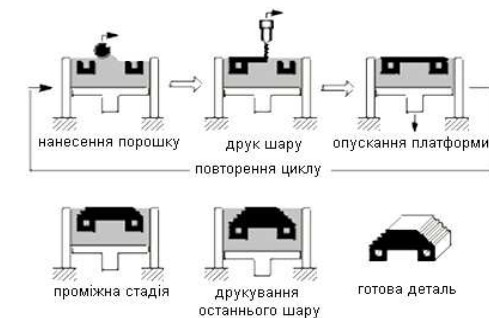 нанесення порошку
друк шару
опускання платформи
повторення циклу
проміжна стадія
друкування
останнього шару
готова деталь